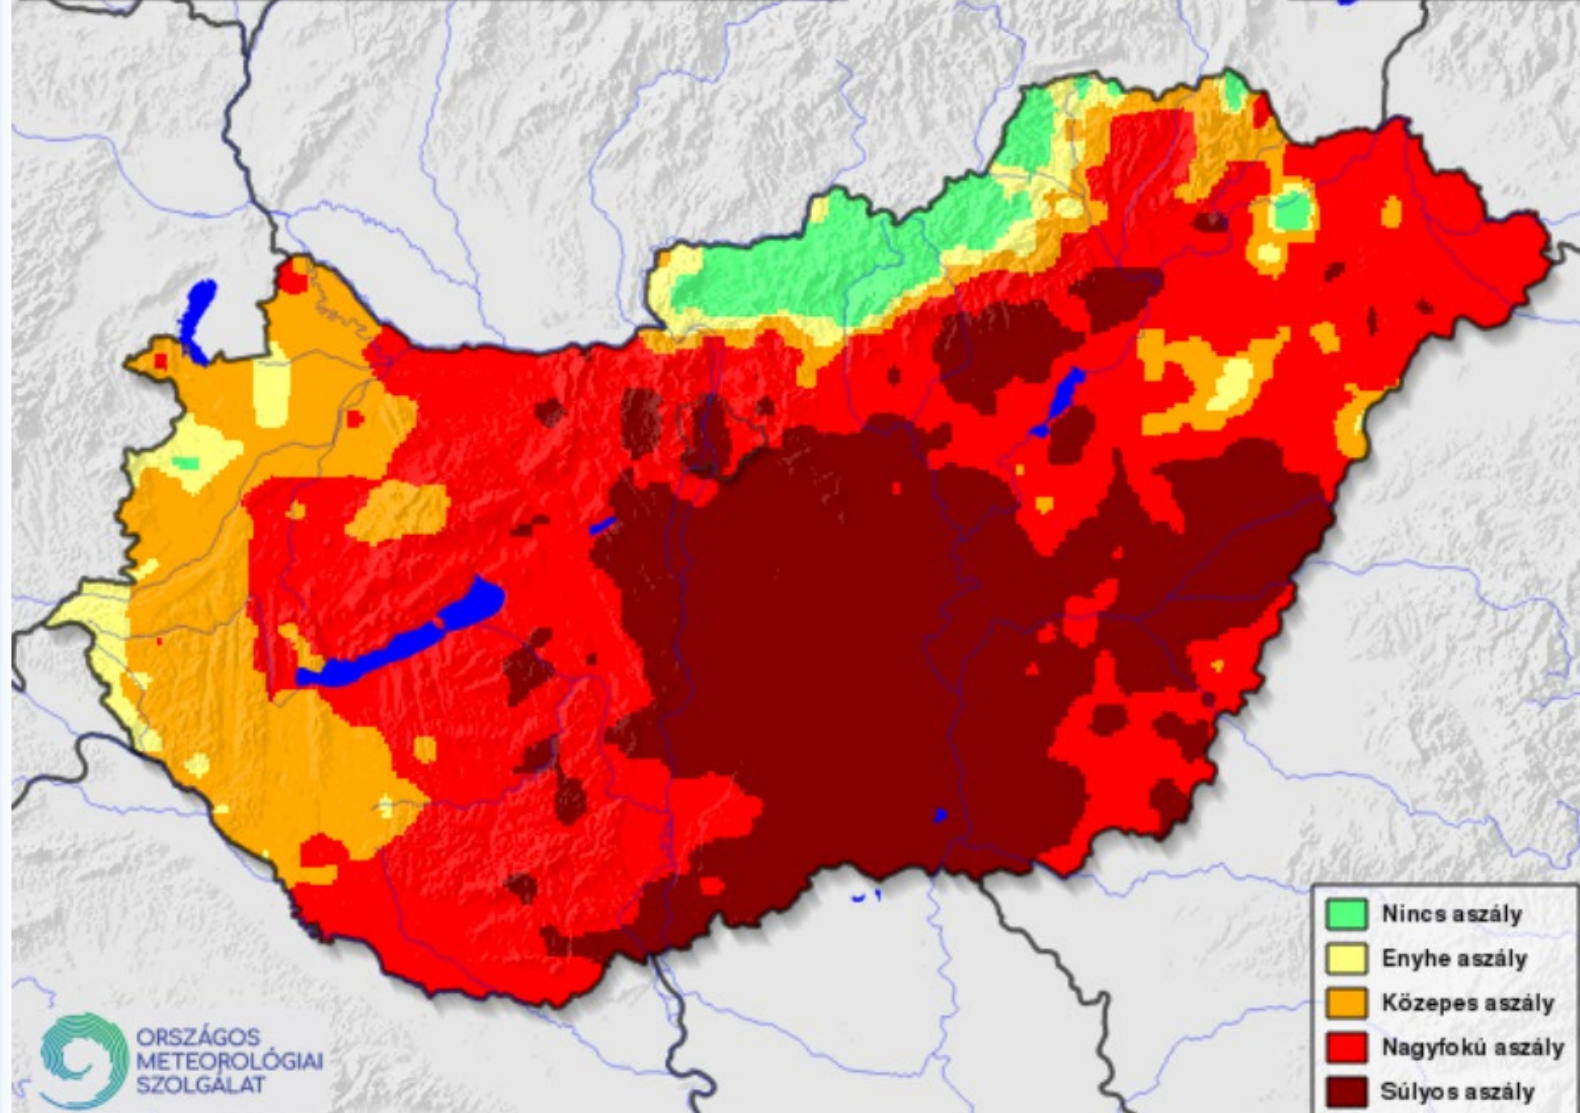 Nincs aszály
Enyhe aszály
Közepes aszály
Nagyfokú aszály
Súlyos aszály
ORSZÁGOS
METEOROLÓGIAI
SZOLGÁLAT